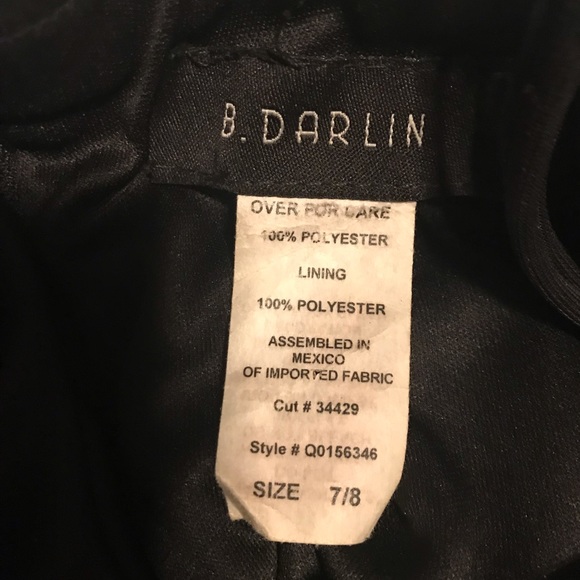 B. DARLIN
OVER FOR CARE
100% POLYESTER
LINING
100% POLYESTER
ASSEMBLED IN
MEXICO
OF IMPORTED FABRIC
Cut # 34429
Style # Q0156346
SIZE 7/8